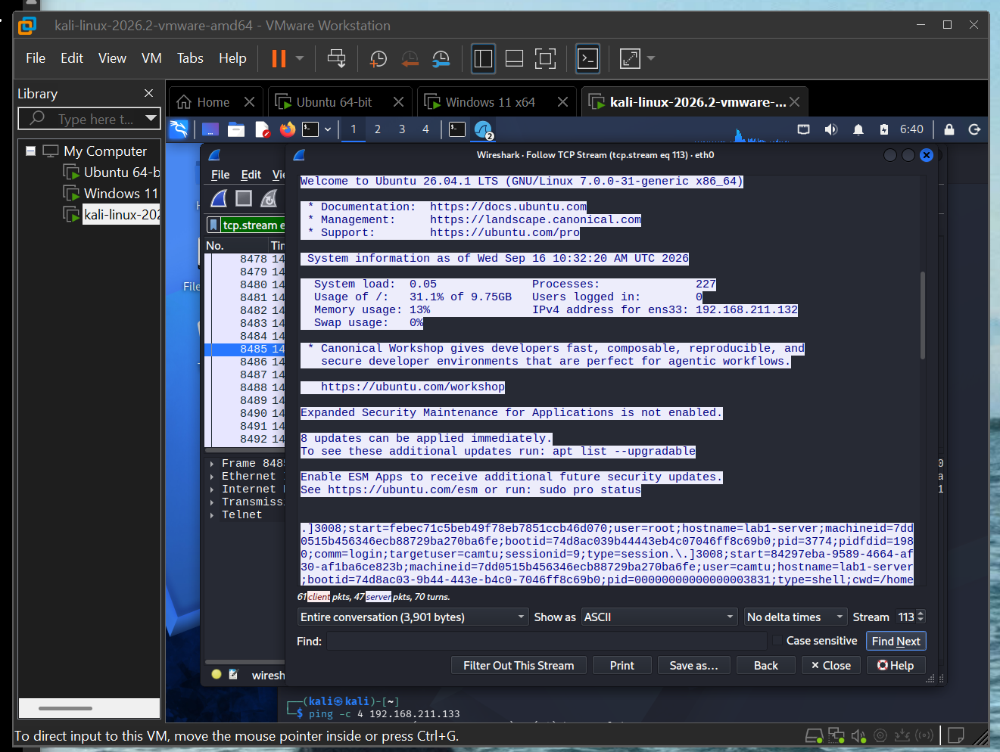 kali-linux-2026.2-vmware-amd64 - VMware Workstation
File Edit View VM Tabs Help
Library
Type here t...
My Computer
Ubuntu 64-b
Windows 11
kali-linux-202
Home
Ubuntu 64-bit
Windows 11 x64
kali-linux-2026.2-vmware-...
1 2 3 4
2
6:40
File Edit
tcp.stream e
No.
8478 14
8479 14
8480 14
8481 14
8482 14
8483 14
8484 14
8485 14
8486 14
8487 14
8488 14
8489 14
8490 14
8491 14
8492 14
Frame 8485
Ethernet
Internet
Transmiss
Telnet
wiresh
Wireshark · Follow TCP Stream (tcp.stream eq 113) · eth0
Welcome to Ubuntu 26.04.1 LTS (GNU/Linux 7.0.0-31-generic x86_64)
* Documentation:  https://docs.ubuntu.com
* Management:     https://landscape.canonical.com
* Support:        https://ubuntu.com/pro
System information as of Wed Sep 16 10:32:20 AM UTC 2026
System load:  0.05               Processes:              227
Usage of /:   31.1% of 9.75GB   Users logged in:        0
Memory usage: 13%               IPv4 address for ens33: 192.168.211.132
Swap usage:   0%
* Canonical Workshop gives developers fast, composable, reproducible, and
secure developer environments that are perfect for agentic workflows.
https://ubuntu.com/workshop
Expanded Security Maintenance for Applications is not enabled.
8 updates can be applied immediately.
To see these additional updates run: apt list --upgradable
Enable ESM Apps to receive additional future security updates.
See https://ubuntu.com/esm or run: sudo pro status
.]3008;start=febec71c5beb49f78eb7851ccb46d070;user=root;hostname=lab1-server;machineid=7dd
0515b456346ecb88729ba270ba6fe;bootid=74d8ac039b44443eb4c07046ff8c69b0;pid=3774;pidfdid=198
0;comm=login;targetuser=camtu;sessionid=9;type=session.\.]3008;start=84297eba-9589-4664-af
30-af1ba6ce823b;machineid=7dd0515b456346ecb88729ba270ba6fe;user=camtu;hostname=lab1-server
;bootid=74d8ac03-9b44-443e-b4c0-7046ff8c69b0;pid=00000000000000003831;type=shell;cwd=/home
61 client pkts, 47 server pkts, 70 turns.
Entire conversation (3,901 bytes) Show as ASCII No delta times Stream 113
Find: Case sensitive Find Next
Filter Out This Stream Print Save as… Back Close Help
(kali㉿kali)-[~]
$ ping -c 4 192.168.211.133
To direct input to this VM, move the mouse pointer inside or press Ctrl+G.